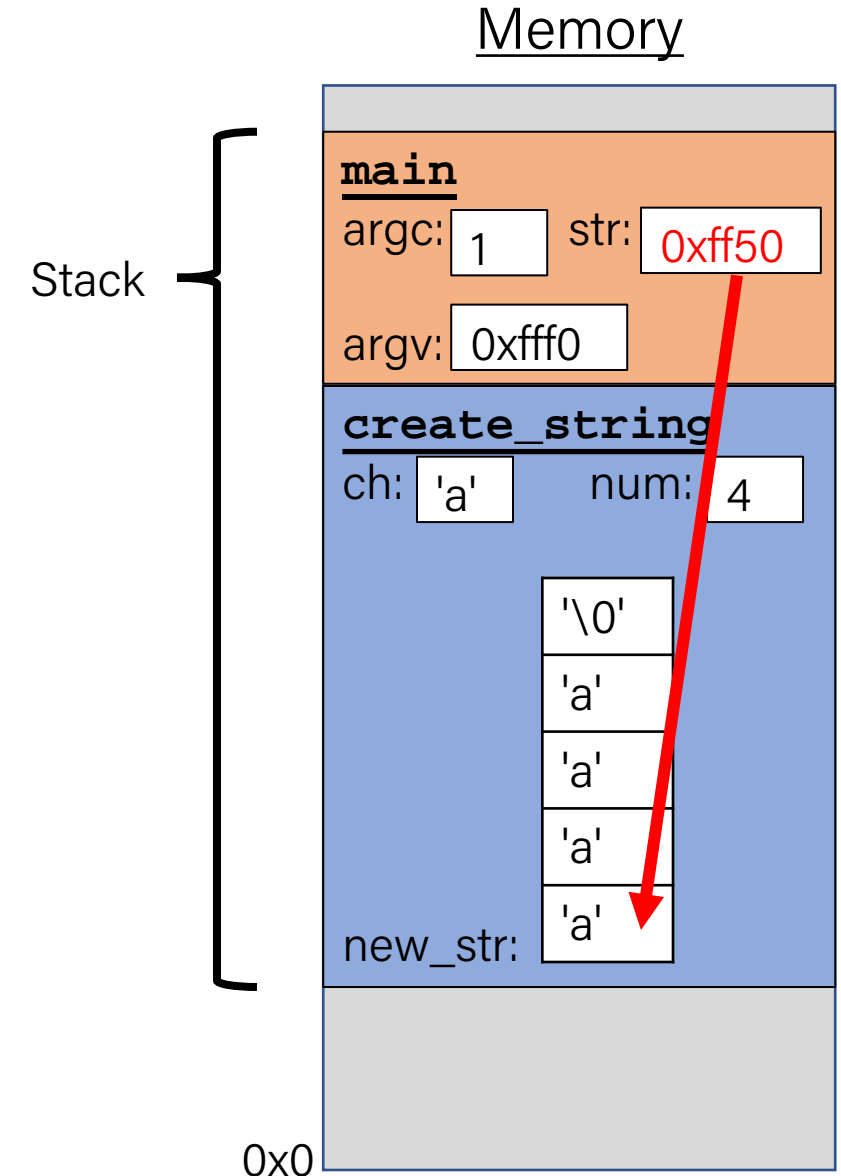 Memory
main
argc: 1 str: 0xff50
Stack
argv: 0xfff0
create_string
ch: 'a' num: 4
'\0'
'a'
'a'
'a'
'a'
new_str:
0x0